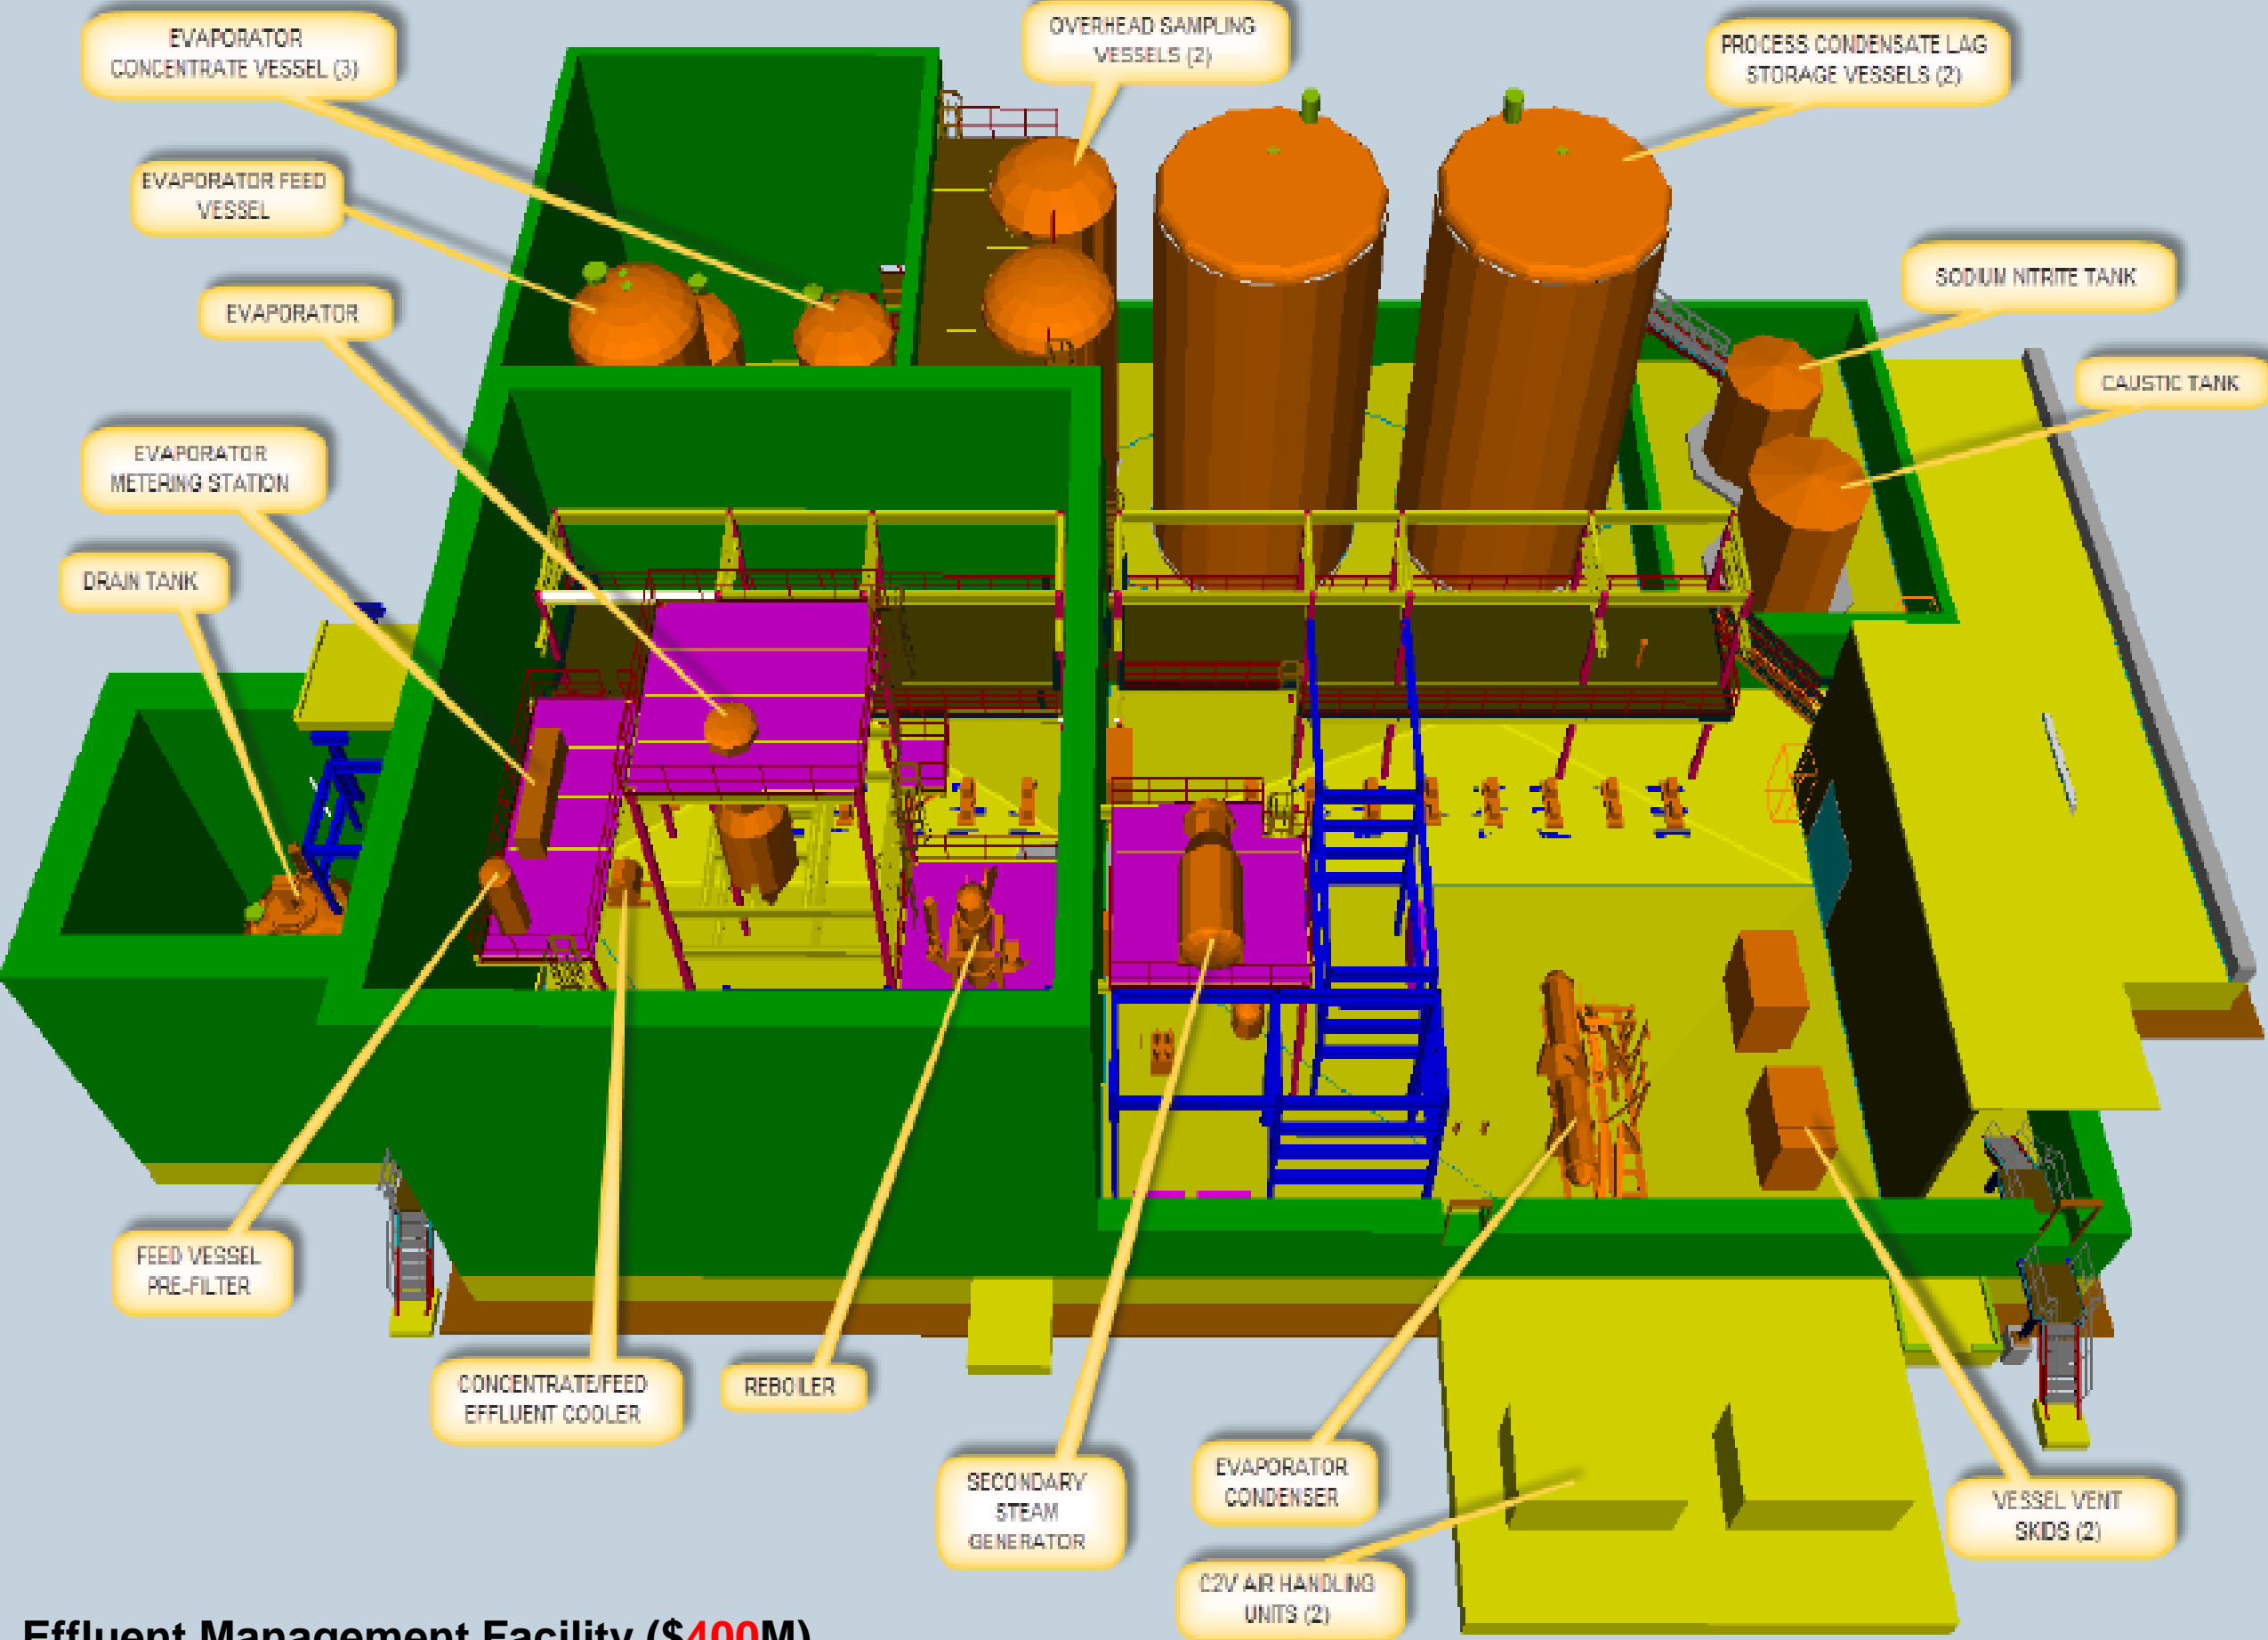 EVAPORATOR
CONCENTRATE VESSEL (3)
OVERHEAD SAMPLING
VESSELS (2)
PROCESS CONDENSATE LAG
STORAGE VESSELS (2)
EVAPORATOR FEED
VESSEL
SODIUM NITRITE TANK
EVAPORATOR
CAUSTIC TANK
EVAPORATOR
METERING STATION
DRAIN TANK
FEED VESSEL
PRE-FILTER
CONCENTRATE/FEED
EFFLUENT COOLER
REBOILER
SECONDARY
STEAM
GENERATOR
EVAPORATOR
CONDENSER
VESSEL VENT
SKIDS (2)
C2V AIR HANDLING
UNITS (2)
Effluent Management Facility ($400M)